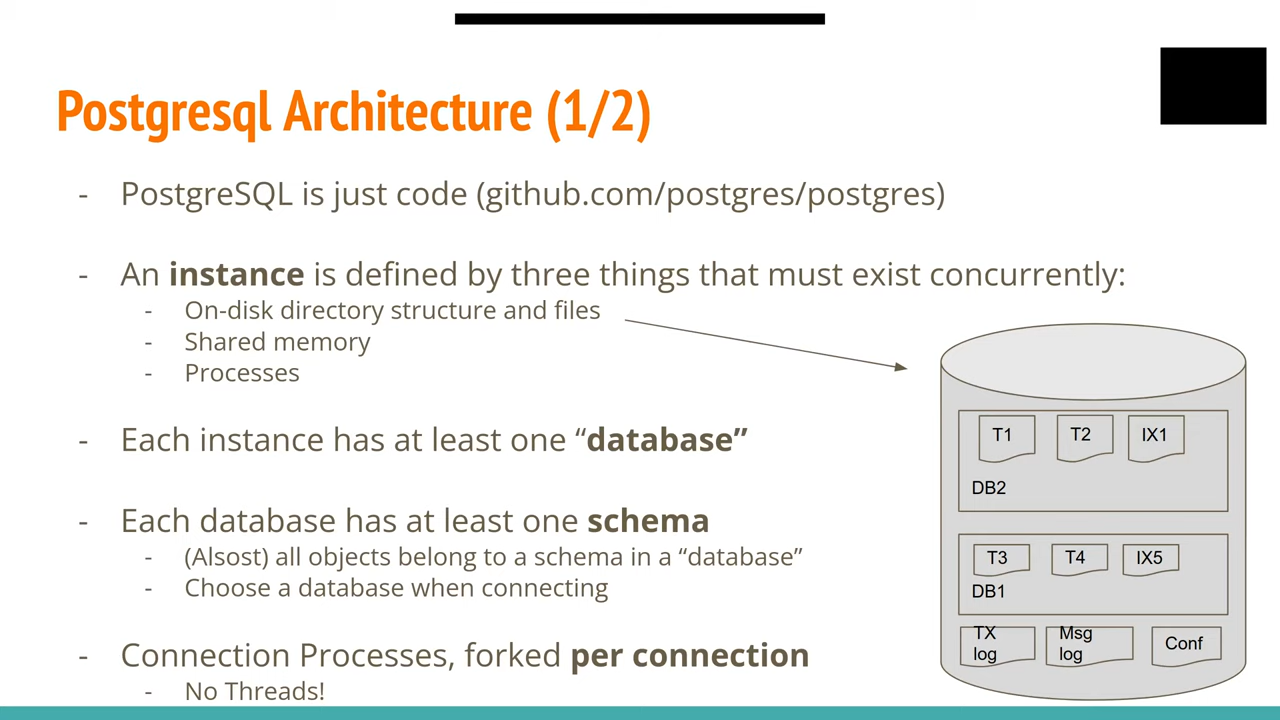 Postgresql Architecture (1/2)
- PostgreSQL is just code (github.com/postgres/postgres)
- An instance is defined by three things that must exist concurrently:
- On-disk directory structure and files
- Shared memory
- Processes
- Each instance has at least one “database”
- Each database has at least one schema
- (Alsost) all objects belong to a schema in a “database”
- Choose a database when connecting
- Connection Processes, forked per connection
- No Threads!
T1 T2 IX1
DB2
T3 T4 IX5
DB1
TX
log
Msg
log
Conf